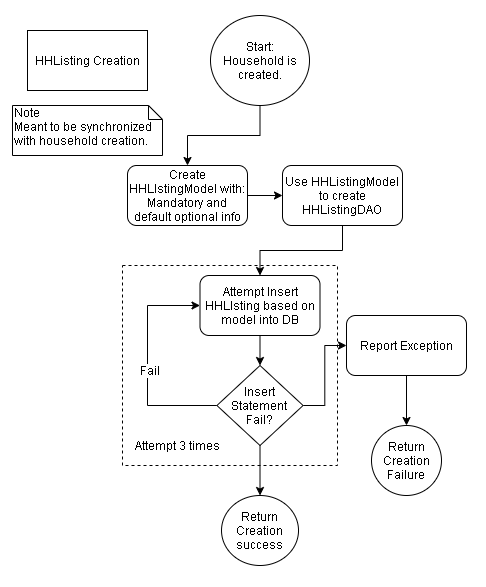 HHListing Creation
Start:
Household is
created.
Note
Meant to be synchronized
with household creation.
Create
HHLIstingModel with:
Mandatory and
default optional info
Use HHListingModel
to create
HHListingDAO
Attempt Insert
HHListing based on
model into DB
Fail
Insert
Statement
Fail?
Attempt 3 times
Report Exception
Return
Creation
Failure
Return
Creation
success